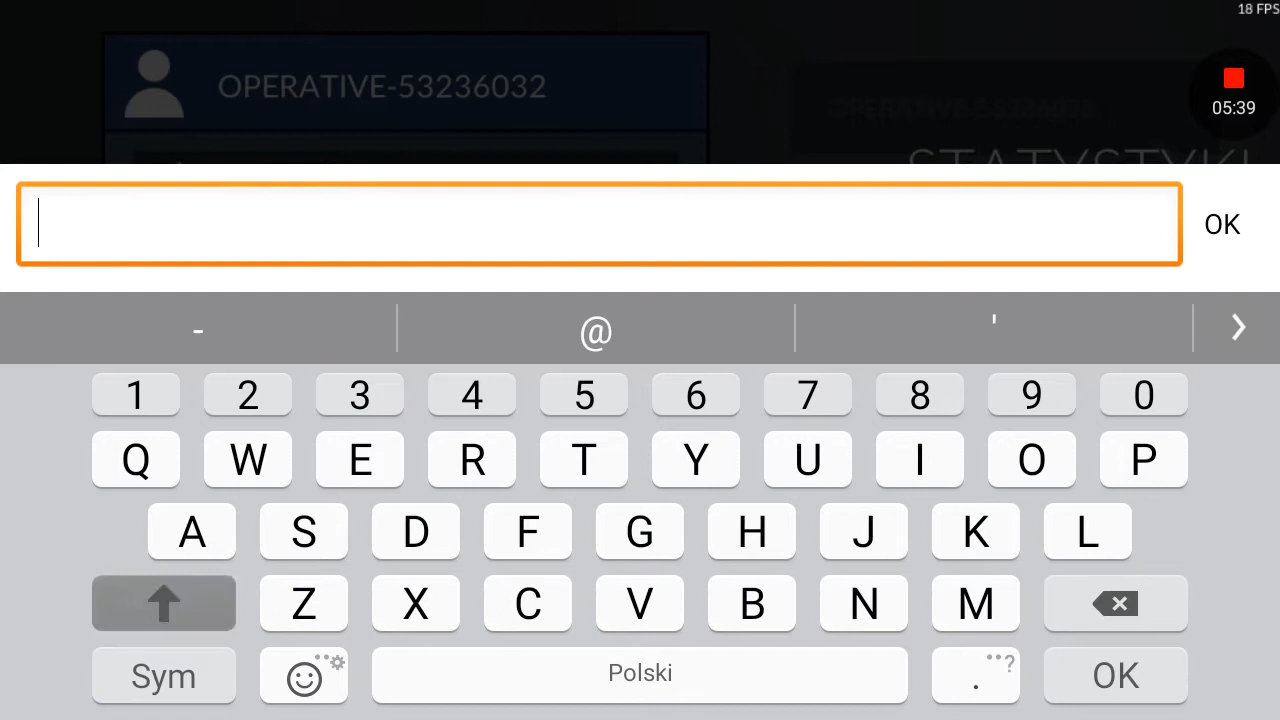 18 FPS
OPERATIVE-53236032
05:39
STATYSTYKI
OK
- @ '
1 2 3 4 5 6 7 8 9 0
Q W E R T Y U I O P
A S D F G H J K L
Z X C V B N M
Sym Polski . ? OK